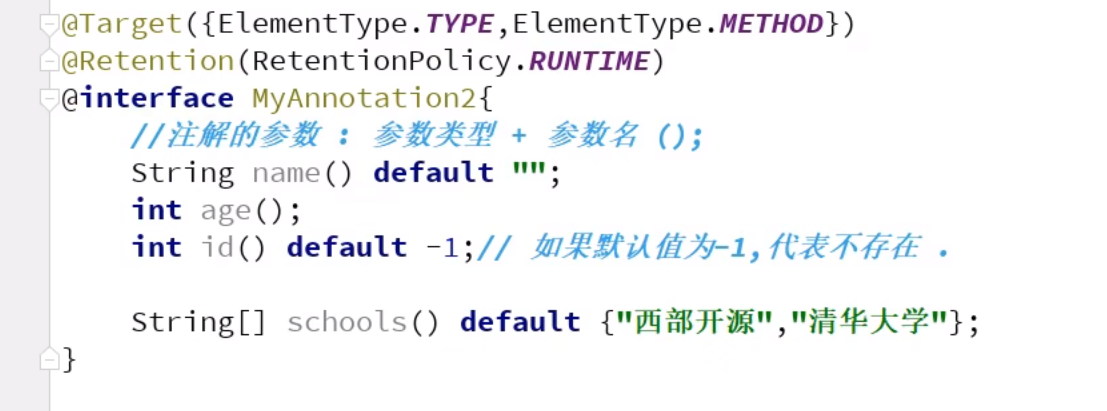 @Target({ElementType.TYPE,ElementType.METHOD})
@Retention(RetentionPolicy.RUNTIME)
@interface MyAnnotation2{
    //注解的参数 : 参数类型 + 参数名 ();
    String name() default "";
    int age();
    int id() default -1;// 如果默认值为-1,代表不存在 .
    String[] schools() default {"西部开源","清华大学"};
}